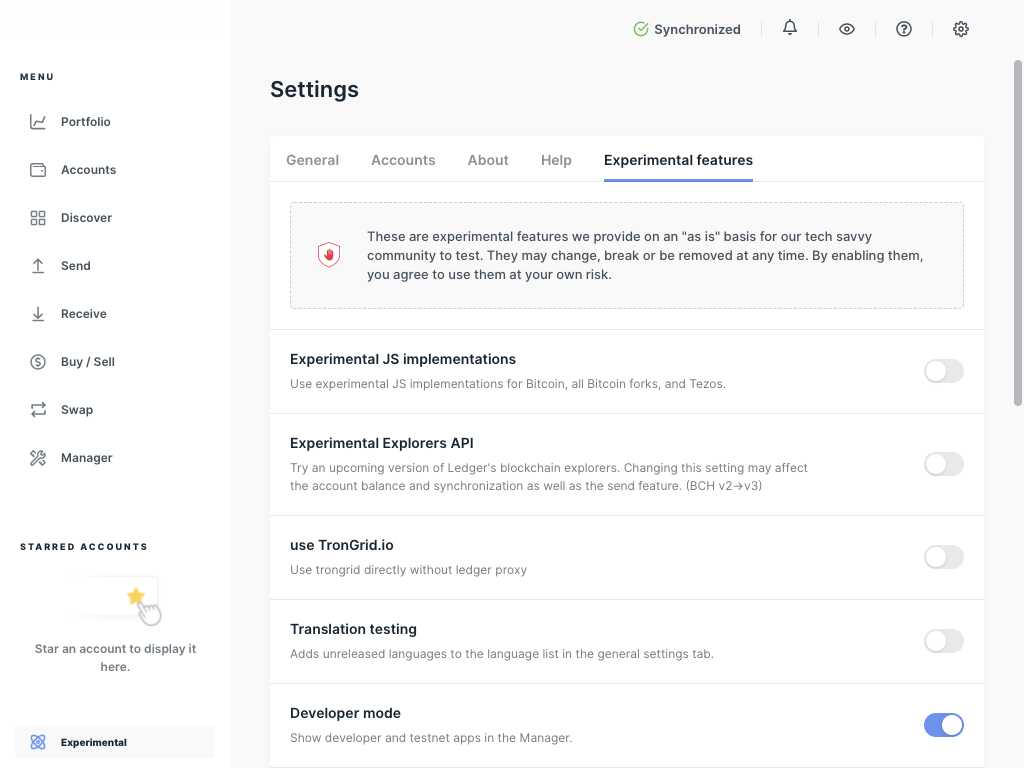 Synchronized
MENU
Portfolio
Accounts
Discover
Send
Receive
Buy / Sell
Swap
Manager
STARRED ACCOUNTS
Star an account to display it
here.
Experimental
Settings
General
Accounts
About
Help
Experimental features
These are experimental features we provide on an "as is" basis for our tech savvy
community to test. They may change, break or be removed at any time. By enabling them,
you agree to use them at your own risk.
Experimental JS implementations
Use experimental JS implementations for Bitcoin, all Bitcoin forks, and Tezos.
Experimental Explorers API
Try an upcoming version of Ledger's blockchain explorers. Changing this setting may affect
the account balance and synchronization as well as the send feature. (BCH v2→v3)
use TronGrid.io
Use trongrid directly without ledger proxy
Translation testing
Adds unreleased languages to the language list in the general settings tab.
Developer mode
Show developer and testnet apps in the Manager.